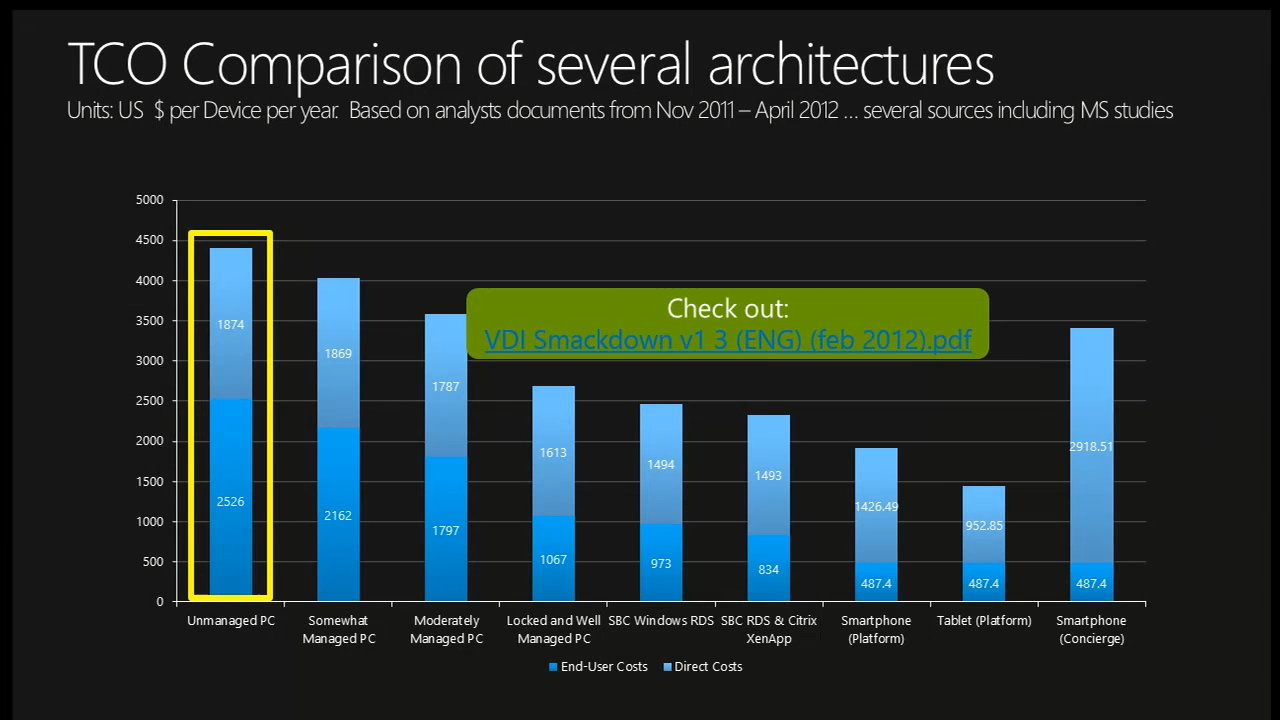 TCO Comparison of several architectures
Units: US $ per Device per year. Based on analysts documents from Nov 2011 – April 2012 ... several sources including MS studies
5000
4500
4000
3500
3000
2500
2000
1500
1000
500
0
Check out:
VDI Smackdown v1 3 (ENG) (feb 2012).pdf
1874
2526
1869
2162
1787
1797
1613
1067
1494
973
1493
834
1426.49
487.4
952.85
487.4
2918.51
487.4
Unmanaged PC
Somewhat
Managed PC
Moderately
Managed PC
Locked and Well
Managed PC
SBC Windows RDS
SBC RDS & Citrix
XenApp
Smartphone
(Platform)
Tablet (Platform)
Smartphone
(Concierge)
End-User Costs
Direct Costs